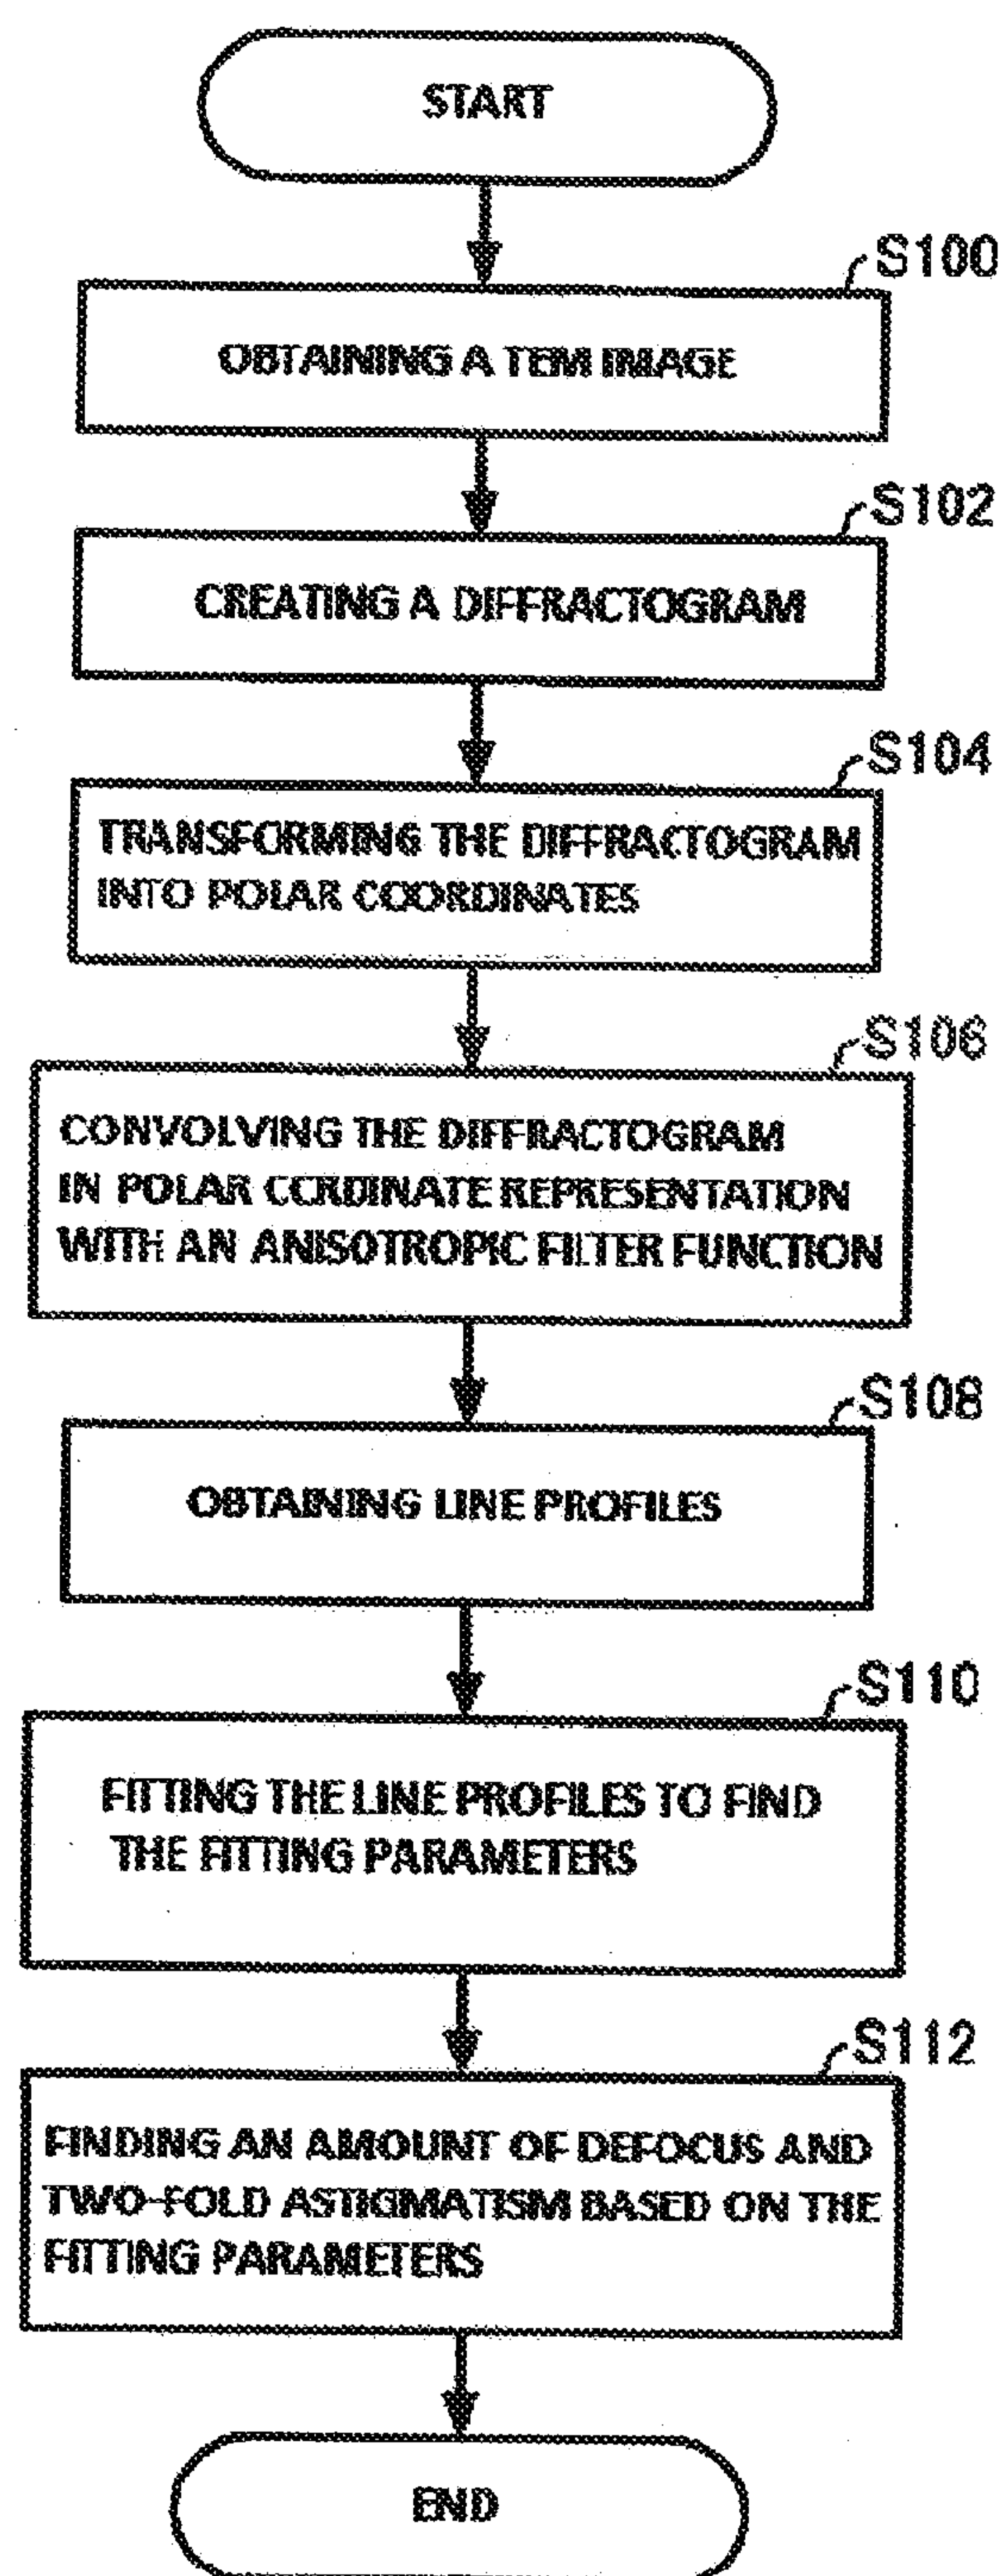 START
S100
OBTAINING A TEM IMAGE
S102
CREATING A DIFFRACTOGRAM
S104
TRANSFORMING THE DIFFRACTOGRAM
INTO POLAR COORDINATES
S106
CONVOLVING THE DIFFRACTOGRAM
IN POLAR CORDINATE REPRESENTATION
WITH AN ANISOTROPIC FILTER FUNCTION
S108
OBTAINING LINE PROFILES
S110
FITTING THE LINE PROFILES TO FIND
THE FITTING PARAMETERS
S112
FINDING AN AMOUNT OF DEFOCUS AND
TWO-FOLD ASTIGMATISM BASED ON THE
FITTING PARAMETERS
END